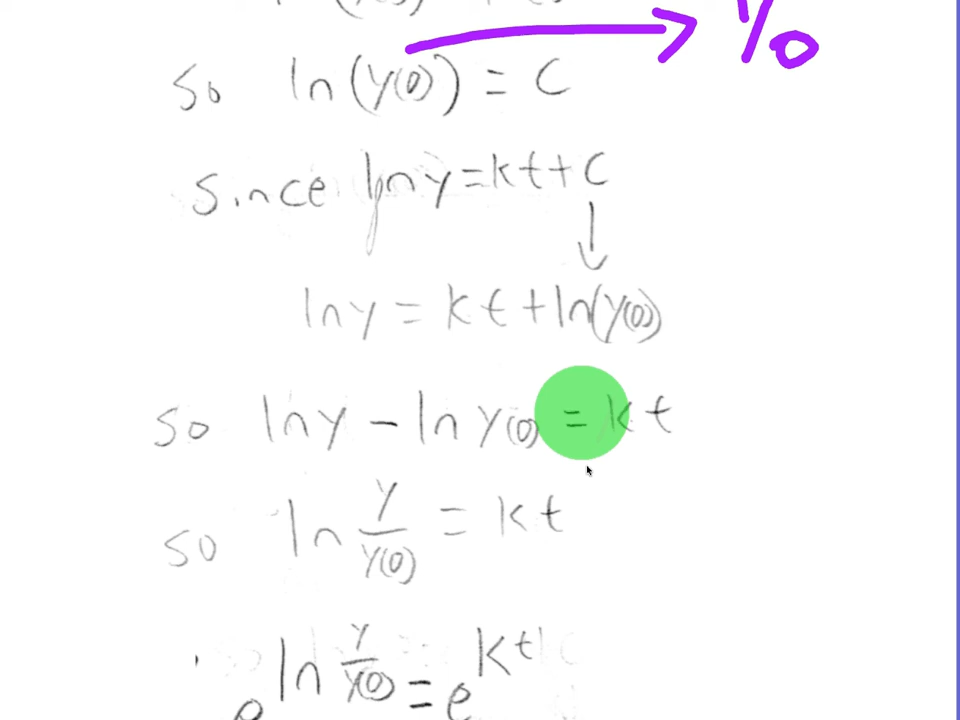 so ln(y(0)) = C
since ln y = kt + C
↓
ln y = kt + ln(y(0))
so ln y - ln y(0) = kt
so ln y/y(0) = kt
e^(ln y/y(0)) = e^(kt)